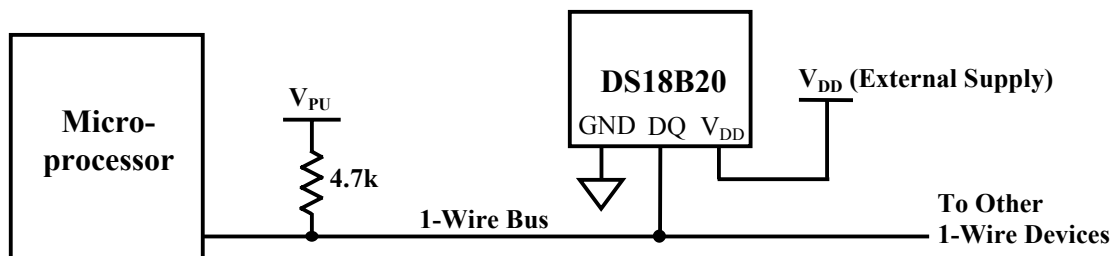 Micro-
processor
V_PU
4.7k
1-Wire Bus
DS18B20
GND DQ V_DD
V_DD (External Supply)
To Other
1-Wire Devices